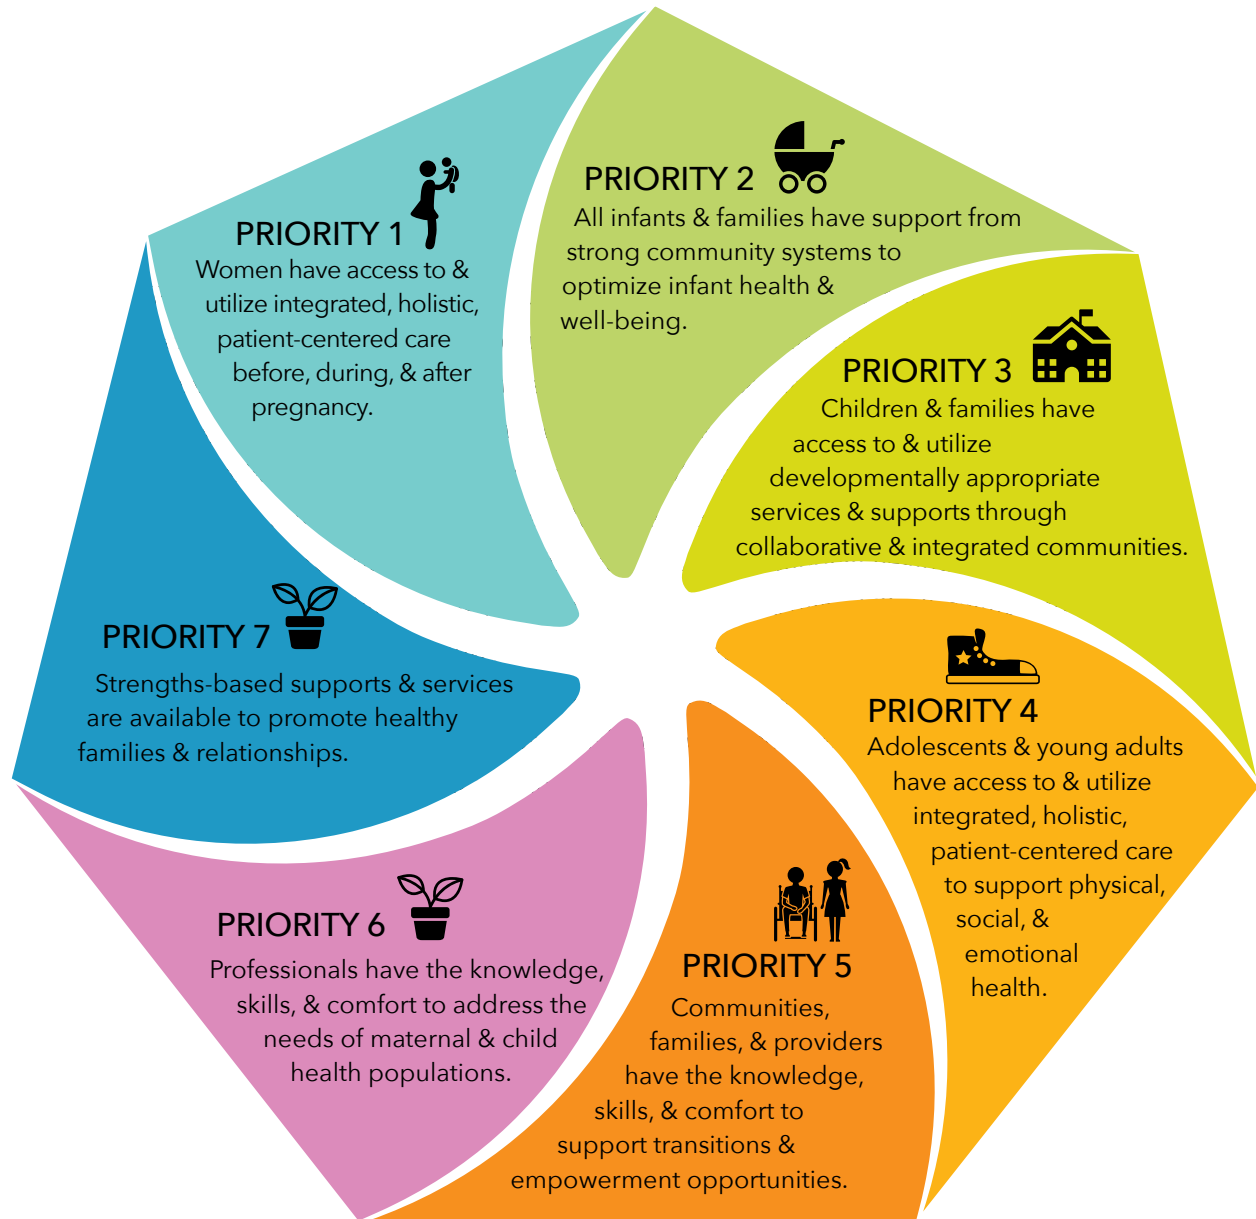 PRIORITY 1
Women have access to &
utilize integrated, holistic,
patient-centered care
before, during, & after
pregnancy.
PRIORITY 2
All infants & families have support from
strong community systems to
optimize infant health &
well-being.
PRIORITY 3
Children & families have
access to & utilize
developmentally appropriate
services & supports through
collaborative & integrated communities.
PRIORITY 4
Adolescents & young adults
have access to & utilize
integrated, holistic,
patient-centered care
to support physical,
social, &
emotional
health.
PRIORITY 5
Communities,
families, & providers
have the knowledge,
skills, & comfort to
support transitions &
empowerment opportunities.
PRIORITY 6
Professionals have the knowledge,
skills, & comfort to address the
needs of maternal & child
health populations.
PRIORITY 7
Strengths-based supports & services
are available to promote healthy
families & relationships.